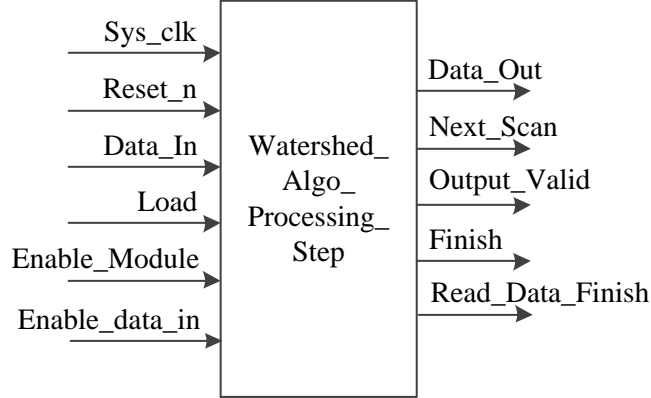 Sys_clk
Reset_n
Data_In
Load
Enable_Module
Enable_data_in
Watershed_
Algo_
Processing_
Step
Data_Out
Next_Scan
Output_Valid
Finish
Read_Data_Finish